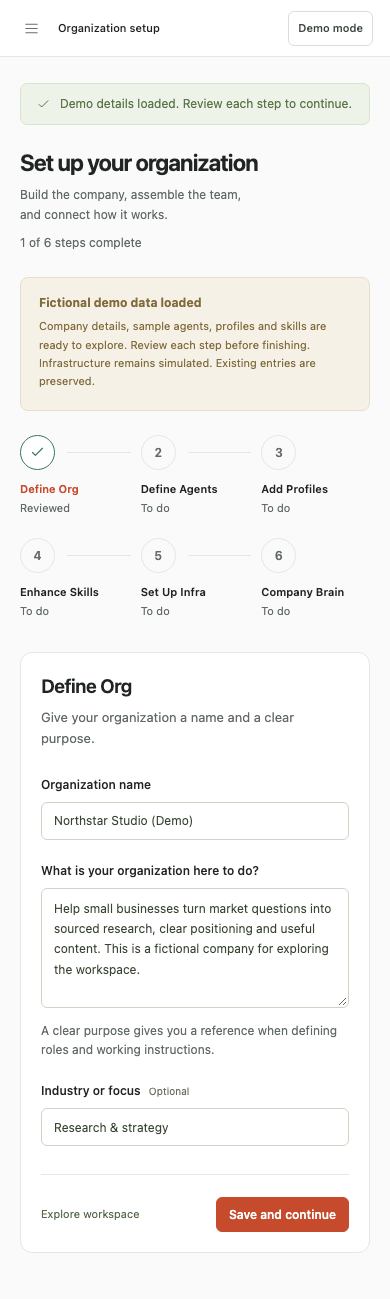 Organization setup
Demo mode
Demo details loaded. Review each step to continue.
Set up your organization
Build the company, assemble the team,
and connect how it works.
1 of 6 steps complete
Fictional demo data loaded
Company details, sample agents, profiles and skills are
ready to explore. Review each step before finishing.
Infrastructure remains simulated. Existing entries are
preserved.
2
3
Define Org
Define Agents
Add Profiles
Reviewed
To do
To do
4
5
6
Enhance Skills
Set Up Infra
Company Brain
To do
To do
To do
Define Org
Give your organization a name and a clear
purpose.
Organization name
Northstar Studio (Demo)
What is your organization here to do?
Help small businesses turn market questions into
sourced research, clear positioning and useful
content. This is a fictional company for exploring
the workspace.
A clear purpose gives you a reference when defining
roles and working instructions.
Industry or focus Optional
Research & strategy
Explore workspace
Save and continue